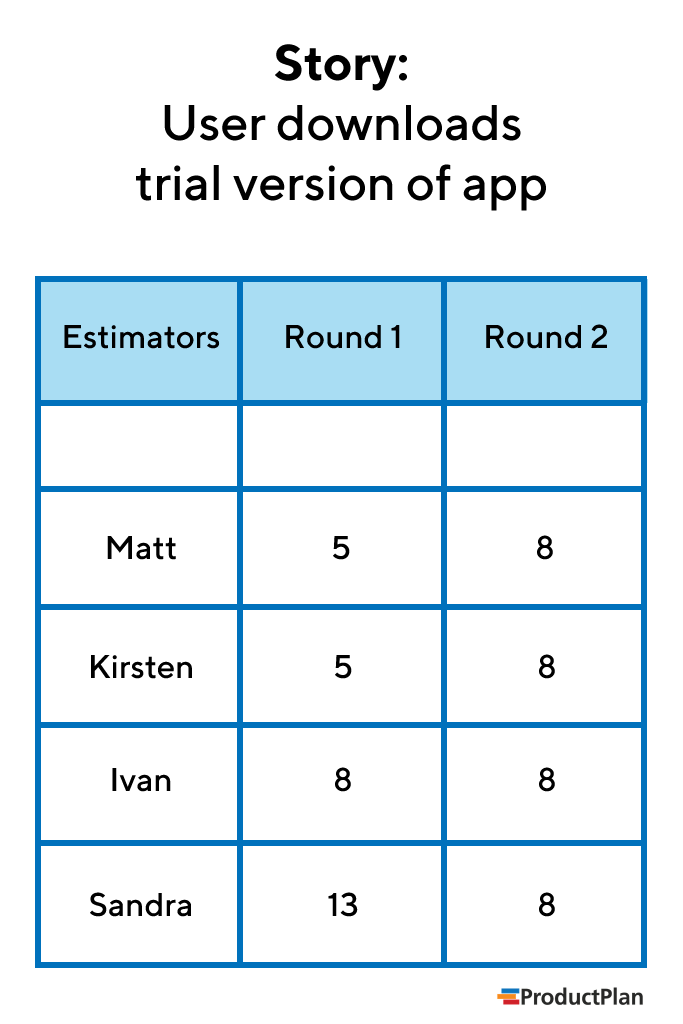 Story:
User downloads
trial version of app
Estimators Round 1 Round 2
Matt 5 8
Kirsten 5 8
Ivan 8 8
Sandra 13 8
ProductPlan